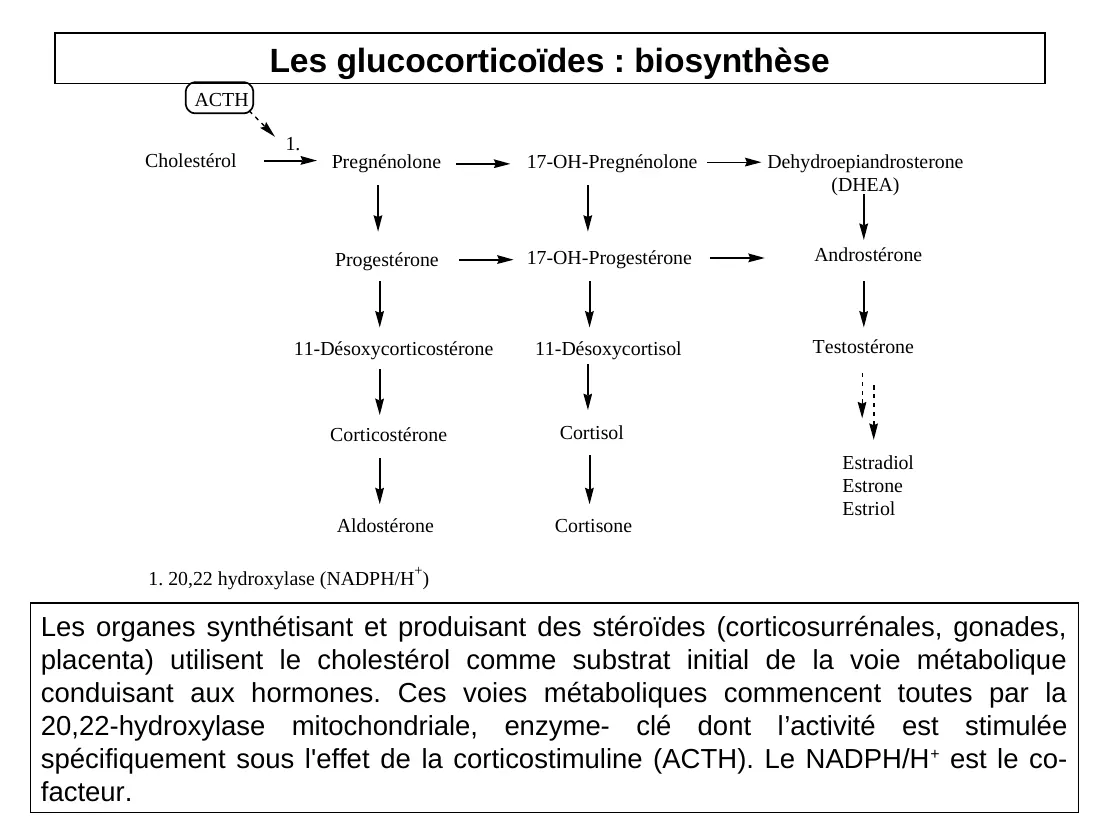 Les glucocorticoïdes : biosynthèse
ACTH
1.
Cholestérol
Pregnénolone
17-OH-Pregnénolone
Dehydroepiandrosterone
(DHEA)
Progestérone
17-OH-Progestérone
Androstérone
11-Désoxycorticostérone
11-Désoxycortisol
Testostérone
Corticostérone
Cortisol
Estradiol
Estrone
Estriol
Aldostérone
Cortisone
1. 20,22 hydroxylase (NADPH/H⁺)
Les organes synthétisant et produisant des stéroïdes (corticosurrénales, gonades,
placenta) utilisent le cholestérol comme substrat initial de la voie métabolique
conduisant aux hormones. Ces voies métaboliques commencent toutes par la
20,22-hydroxylase mitochondriale, enzyme- clé dont l’activité est stimulée
spécifiquement sous l'effet de la corticostimuline (ACTH). Le NADPH/H⁺ est le co-
facteur.